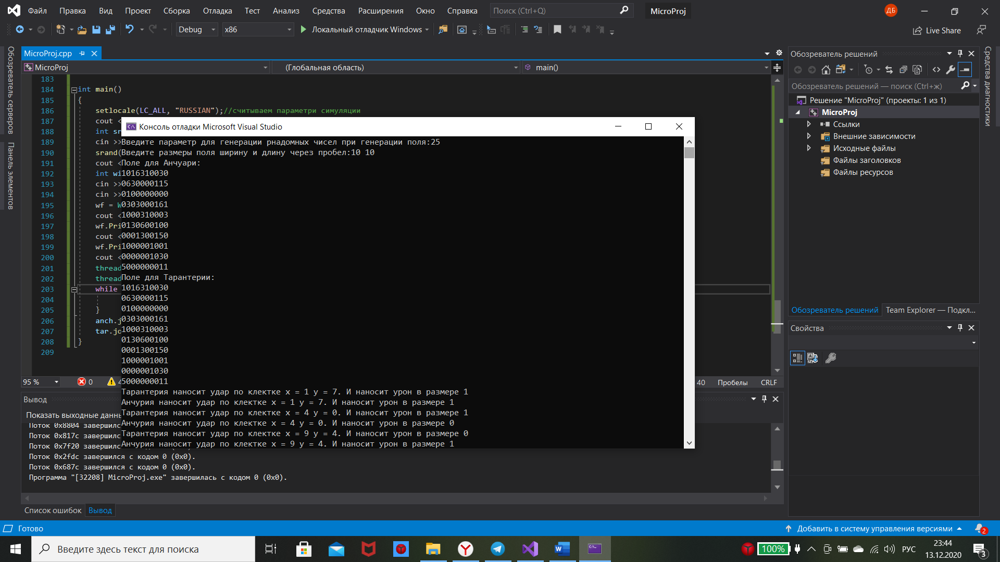 Файл Правка Вид Проект Сборка Отладка Тест Анализ Средства Расширения Окно Справка Поиск (Ctrl+Q) MicroProj ДБ
Debug x86 Локальный отладчик Windows Live Share
Обозреватель серверов
Панель элементов
MicroProj.cpp
MicroProj (Глобальная область) main()
183
184 int main()
185 {
186 setlocale(LC_ALL, "RUSSIAN");//считываем параметри симуляции
187 cout <
188 int sr
189 cin >>
190 srand(
191 cout <
192 int wi
193 cin >>
194 cin >>
195 wf = W
196 cout <
197 wf.Pri
198 cout <
199 wf.Pri
200 cout <
201 thread
202 thread
203 while
204
205 }
206 anch.j
207 tar.jo
208 }
209
Консоль отладки Microsoft Visual Studio
Введите параметр для генерации рнадомных чисел при генерации поля:25
Введите размеры поля ширину и длину через пробел:10 10
Поле для Анчуари:
1016310030
0630000115
0100000000
0303000161
1000310003
0130600100
0001300150
1000001001
0000001030
5000000011
Поле для Тарантерии:
1016310030
0630000115
0100000000
0303000161
1000310003
0130600100
0001300150
1000001001
0000001030
5000000011
Тарантерия наносит удар по клектке x = 1 y = 7. И наносит урон в размере 1
Анчурия наносит удар по клектке x = 1 y = 7. И наносит урон в размере 1
Тарантерия наносит удар по клектке x = 4 y = 0. И наносит урон в размере 1
Анчурия наносит удар по клектке x = 4 y = 0. И наносит урон в размере 0
Тарантерия наносит удар по клектке x = 9 y = 4. И наносит урон в размере 0
Анчурия наносит удар по клектке x = 9 y = 4. И наносит урон в размере 1
95 % 0 4 40 Пробелы CRLF
Вывод
Показать выходные данны
Поток 0x8804 завершилс
Поток 0x817c завершилс
Поток 0x7f20 завершилс
Поток 0x2fdc завершился с кодом 0 (0x0).
Поток 0x687c завершился с кодом 0 (0x0).
Программа "[32208] MicroProj.exe" завершилась с кодом 0 (0x0).
Список ошибок Вывод
Обозреватель решений
Обозреватель решений — поиск (Ctrl+ж)
Решение "MicroProj" (проекты: 1 из 1)
MicroProj
Ссылки
Внешние зависимости
Исходные файлы
Файлы заголовков
Файлы ресурсов
Обозреватель решений Team Explorer — Подкл...
Свойства
Средства диагностики
Готово Добавить в систему управления версиями 2
Введите здесь текст для поиска 100% РУС 23:44
13.12.2020 3